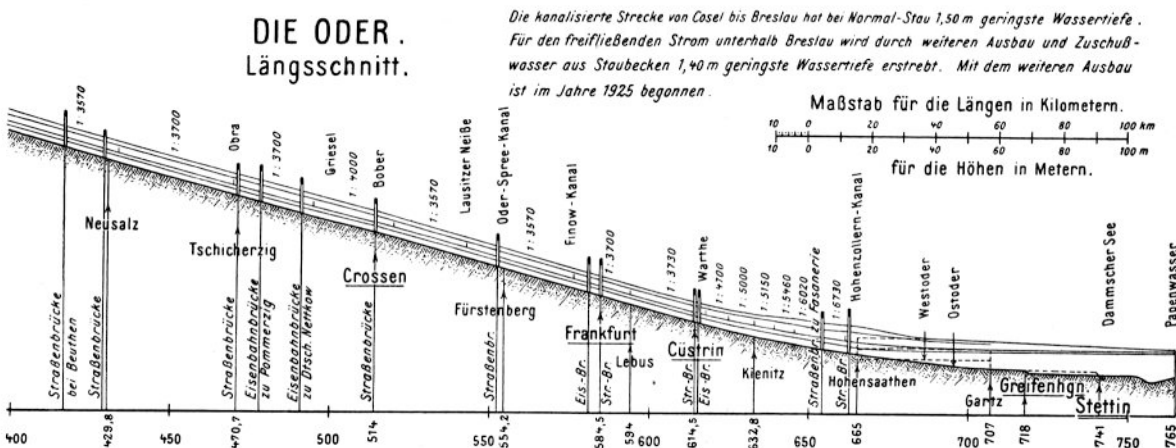 DIE ODER.
Längsschnitt.
Die kanalisierte Strecke von Cosel bis Breslau hat bei Normal-Stau 1,50 m geringste Wassertiefe.
Für den freifließenden Strom unterhalb Breslau wird durch weiteren Ausbau und Zuschuß-
wasser aus Staubecken 1,40 m geringste Wassertiefe erstrebt. Mit dem weiteren Ausbau
ist im Jahre 1925 begonnen.
Maßstab für die Längen in Kilometern.
10 0 20 40 60 80 100 km
10 0 20 40 60 80 100 m
für die Höhen in Metern.
1:3570
1:3700
Obra
1:3700
Griesel
1:4000
Bober
1:3570
Lausitzer Neiße
Oder-Spree-Kanal
1:3570
Finow-Kanal
1:3700
1:3730
Warthe
1:4700
1:5000
1:5150
1:5460
1:6020
Straßenbr. zu Fasanerie
1:6730
Hohenzollern-Kanal
Westoder
Ostoder
Dammscher See
Papenwasser
Neusalz
Tschicherzig
Crossen
Fürstenberg
Frankfurt
Lebus
Cüstrin
Kienitz
Hohensaathen
Gartz
Greifenhgn.
Stettin
Straßenbrücke
bei Beuthen
Straßenbrücke
Straßenbrücke
Eisenbahnbrücke
zu Pommerzig
Eisenbahnbrücke
zu Dtsch. Nettkow
Straßenbrücke
Straßenbr.
Eis-Br.
Str-Br.
Str.-Br.
Eis.-Br.
Str.-Br.
400
429,8
450
470,7
500
514
550
554,2
584,5
594
600
614,5
632,8
650
665
700
707
718
741
750
765